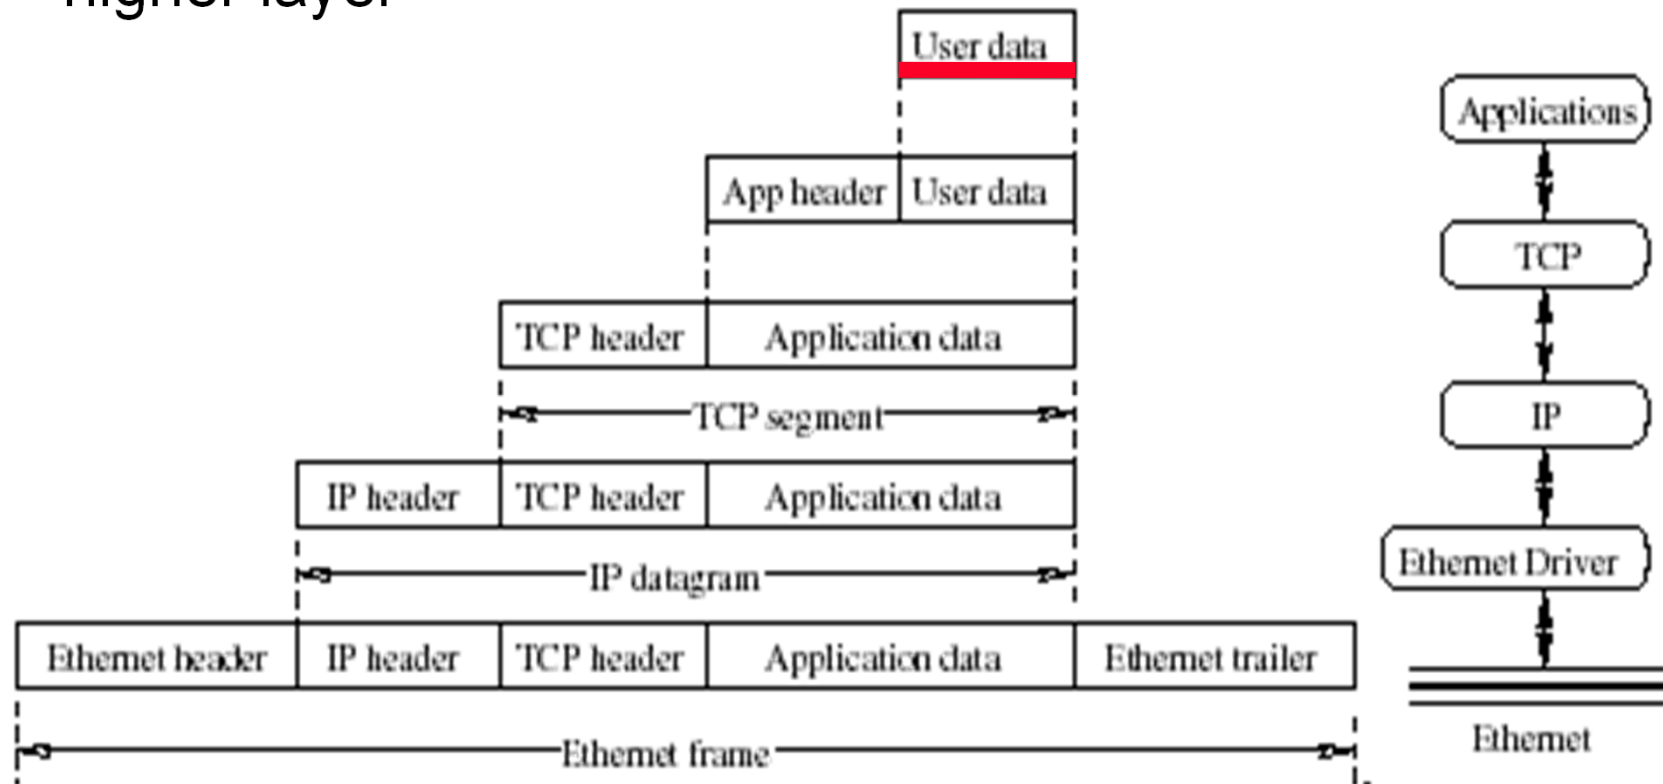 higher layer
User data
Applications
App header User data
TCP
TCP header Application data
TCP segment
IP
IP header TCP header Application data
Ethernet Driver
IP datagram
Ethernet header IP header TCP header Application data Ethernet trailer
Ethernet
Ethernet frame